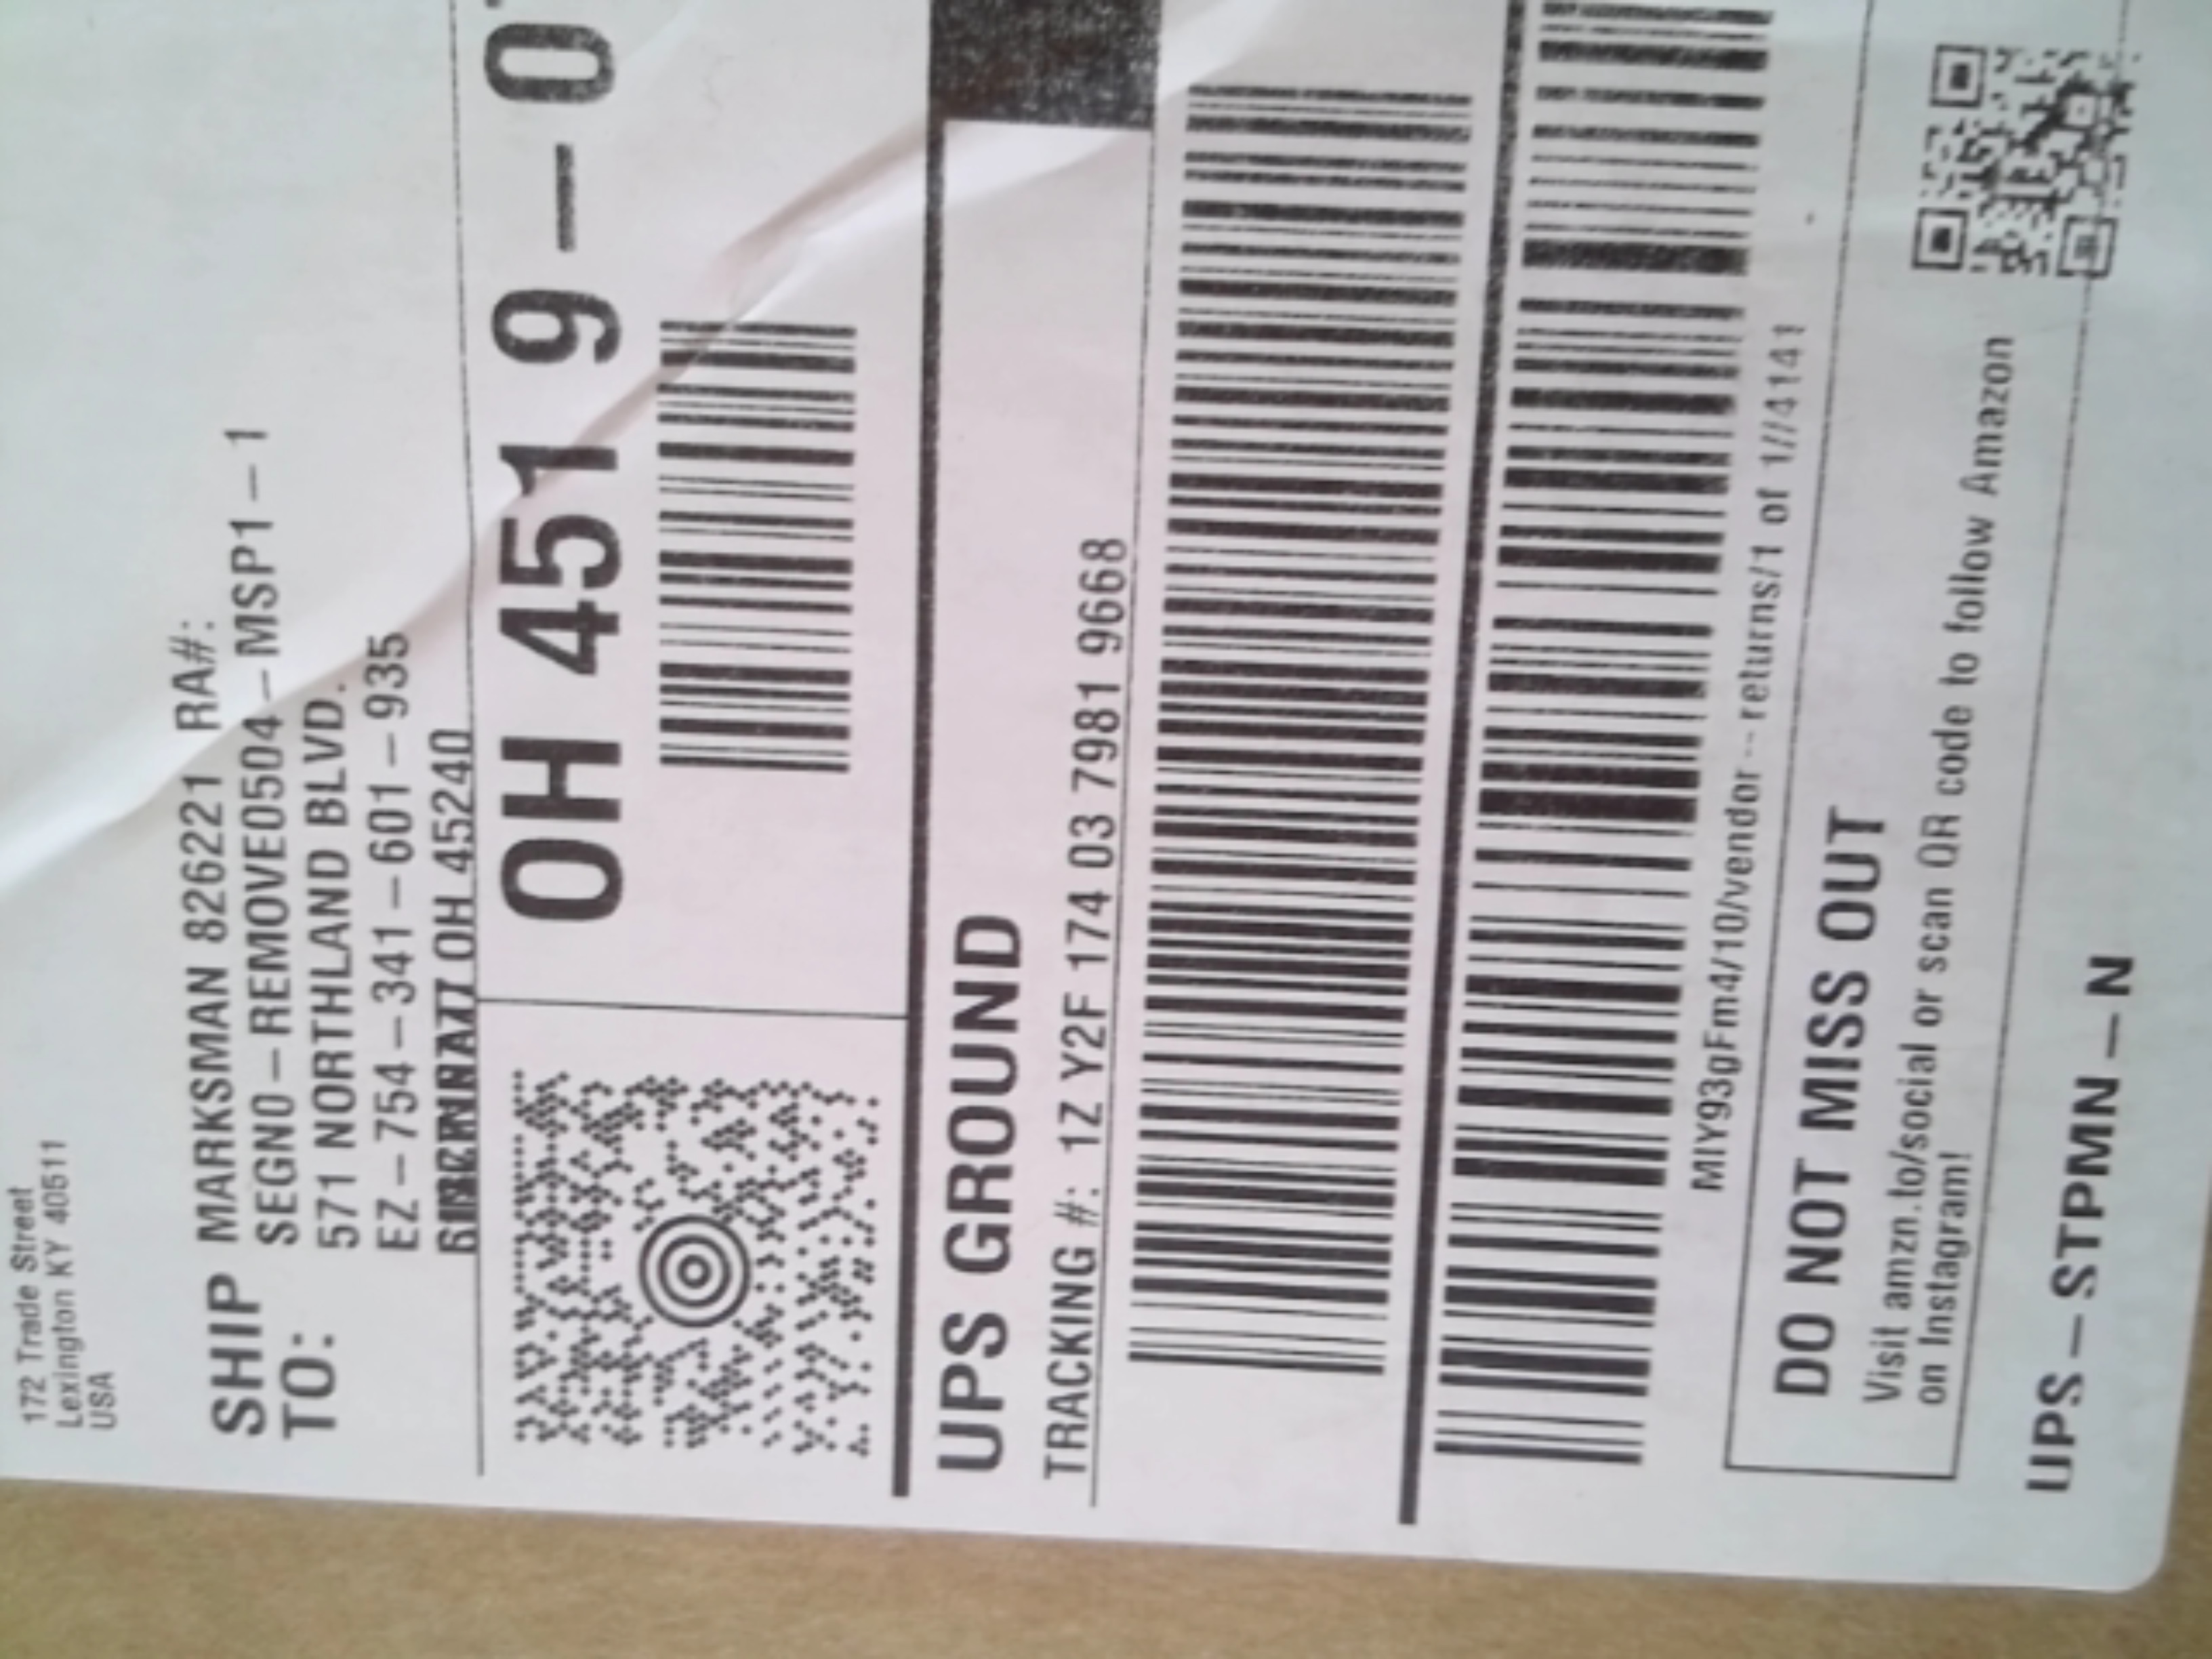 172 Trade Street
Lexington KY 40511
USA
SHIP TO:
MARKSMAN 826221 RA#:
SEGNO-REMOVE0504-MSP1-1
571 NORTHLAND BLVD.
EZ-754-341-601-935
OH 45240
OH 451 9-0
UPS GROUND
TRACKING #: 1Z Y2F 174 03 7981 9668
MIY93gFm4/10/vendor--returns/1 of 1//4141
DO NOT MISS OUT
Visit amzn.to/social or scan QR code to follow Amazon
on Instagram!
UPS-STPMN-N